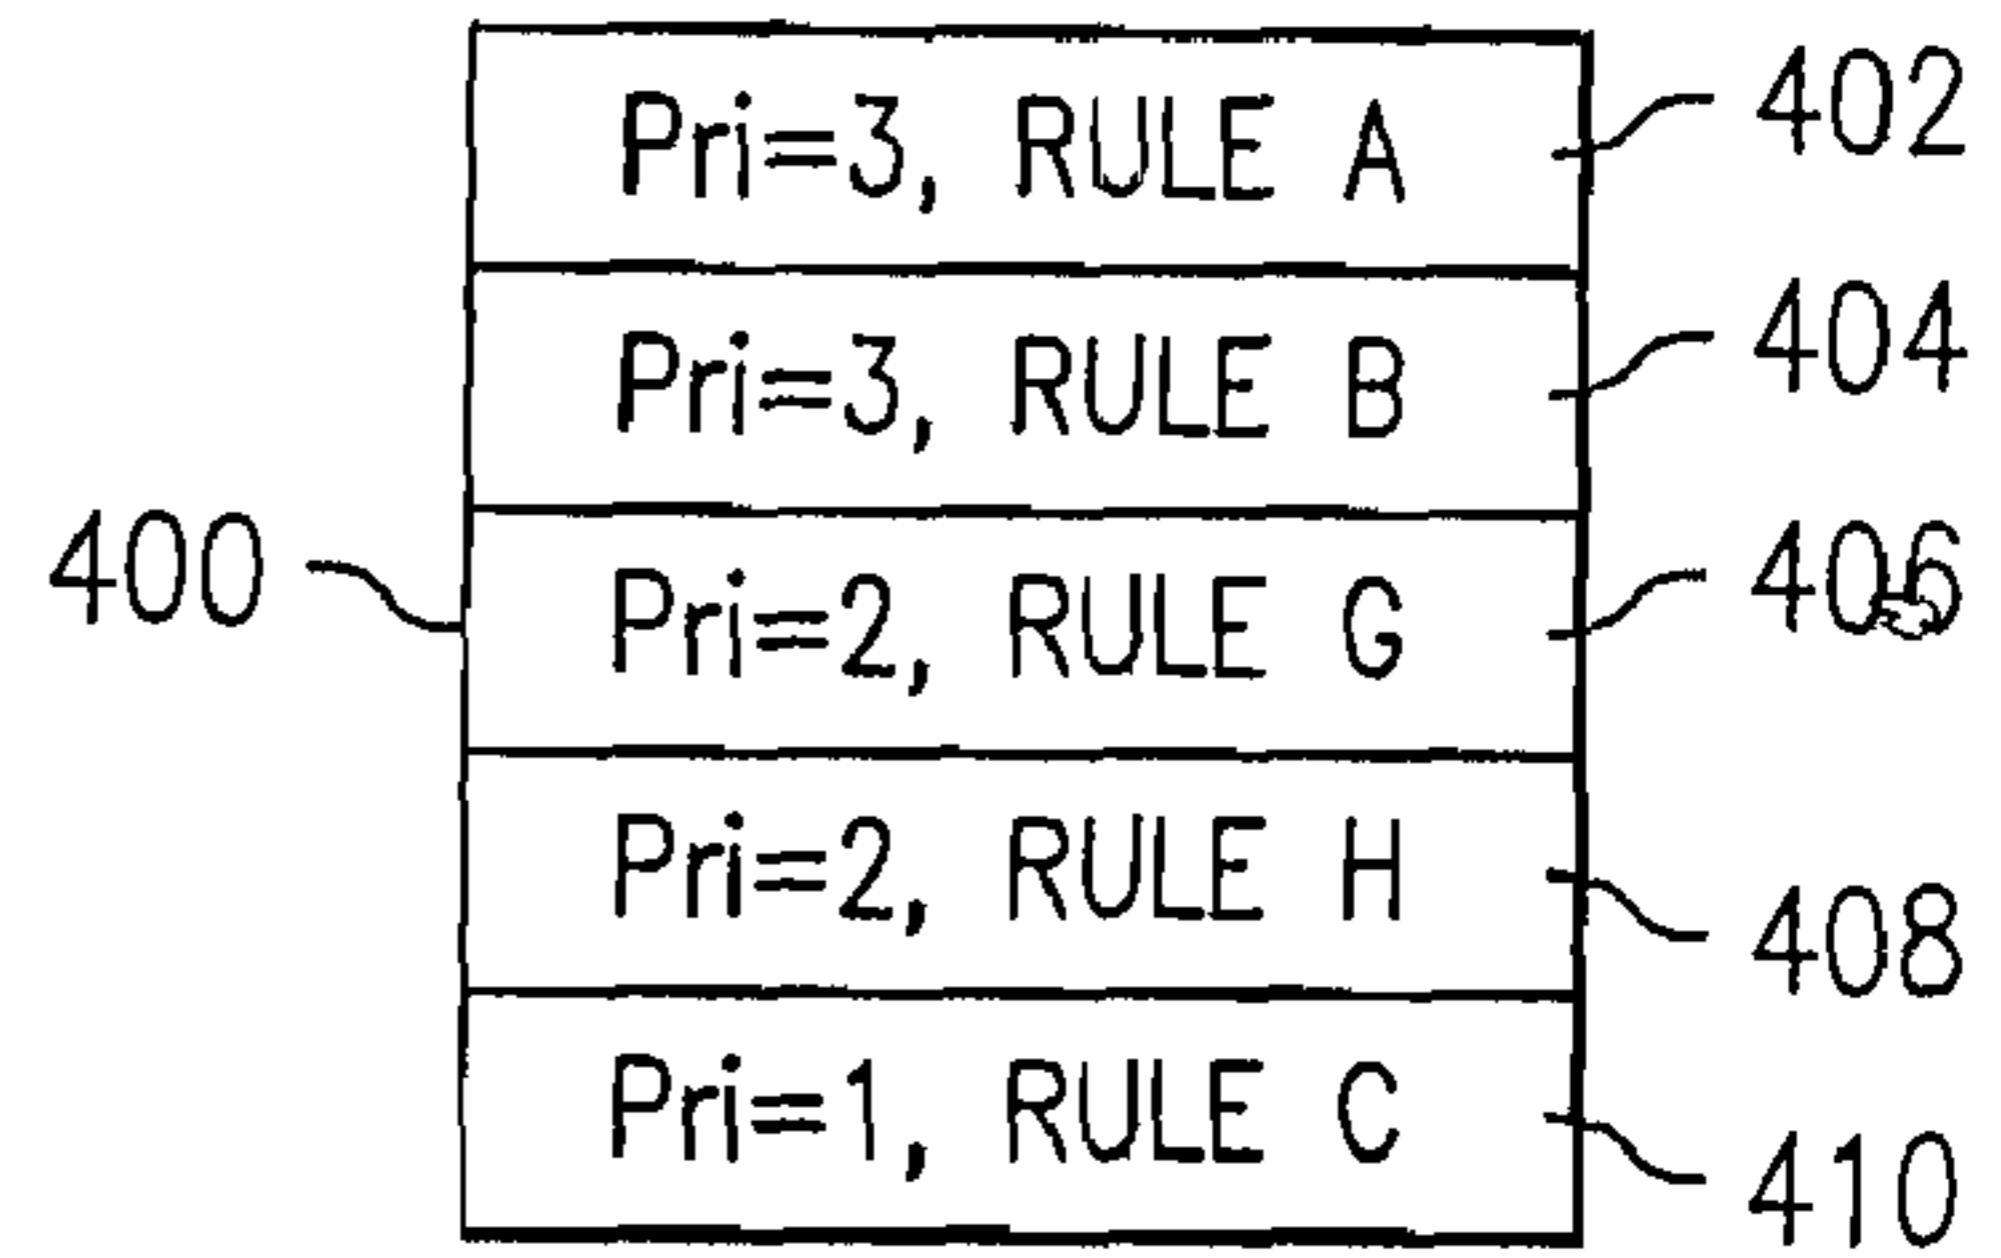 Pri=3, RULE A
402
Pri=3, RULE B
404
400
Pri=2, RULE G
406
Pri=2, RULE H
408
Pri=1, RULE C
410